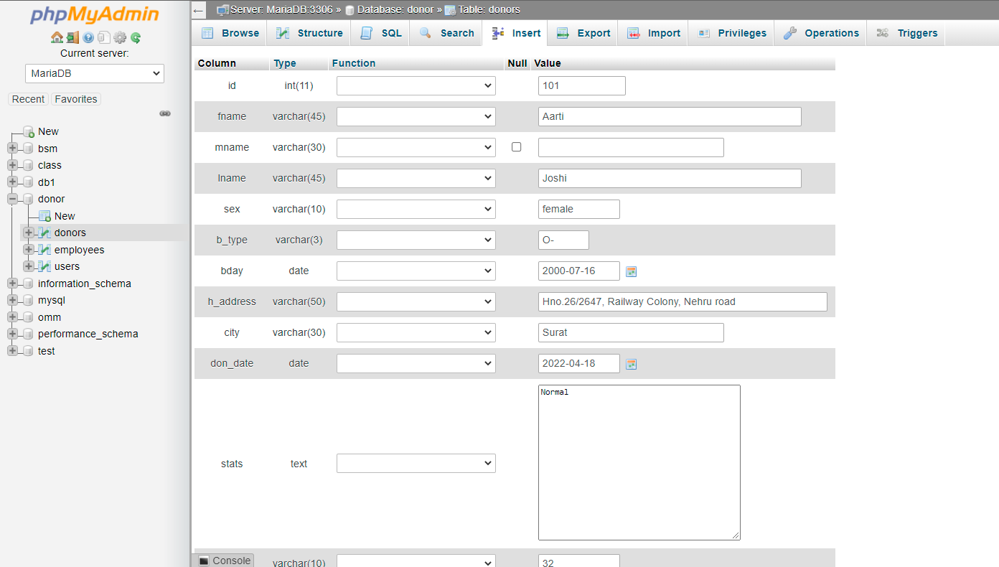 phpMyAdmin
Current server:
MariaDB
Recent Favorites
New
bsm
class
db1
donor
New
donors
employees
users
information_schema
mysql
omm
performance_schema
test
← Server: MariaDB:3306 » Database: donor » Table: donors
Browse Structure SQL Search Insert Export Import Privileges Operations Triggers
Column Type Function Null Value
id int(11) 101
fname varchar(45) Aarti
mname varchar(30)
lname varchar(45) Joshi
sex varchar(10) female
b_type varchar(3) O-
bday date 2000-07-16
h_address varchar(50) Hno.26/2647, Railway Colony, Nehru road
city varchar(30) Surat
don_date date 2022-04-18
stats text Normal
Console varchar(10) 32